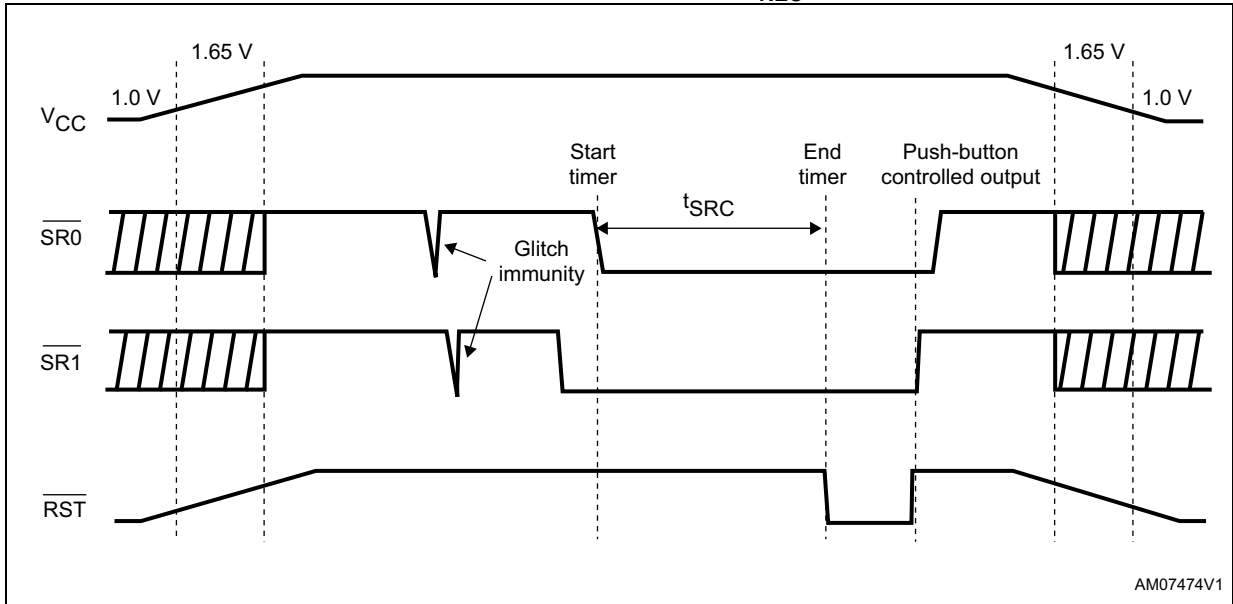 REC
1.65 V
1.65 V
1.0 V
1.0 V
VCC
Start
timer
End
timer
Push-button
controlled output
tSRC
SR0
Glitch
immunity
SR1
RST
AM07474V1